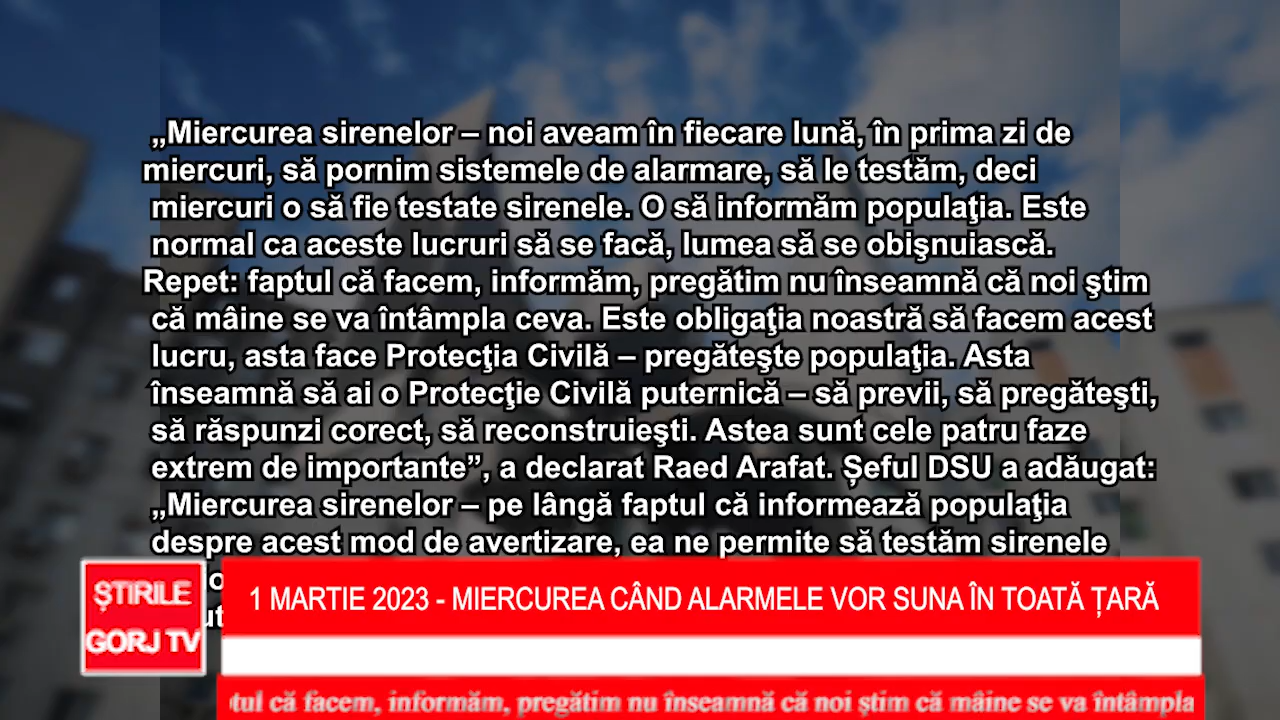 „Miercurea sirenelor – noi aveam în fiecare lună, în prima zi de
miercuri, să pornim sistemele de alarmare, să le testăm, deci
miercuri o să fie testate sirenele. O să informăm populaţia. Este
normal ca aceste lucruri să se facă, lumea să se obişnuiască.
Repet: faptul că facem, informăm, pregătim nu înseamnă că noi ştim
că mâine se va întâmpla ceva. Este obligaţia noastră să facem acest
lucru, asta face Protecţia Civilă – pregăteşte populaţia. Asta
înseamnă să ai o Protecţie Civilă puternică – să previi, să pregăteşti,
să răspunzi corect, să reconstruieşti. Astea sunt cele patru faze
extrem de importante”, a declarat Raed Arafat. Șeful DSU a adăugat:
„Miercurea sirenelor – pe lângă faptul că informează populaţia
despre acest mod de avertizare, ea ne permite să testăm sirenele
ȘTIRILE
GORJ TV
1 MARTIE 2023 - MIERCUREA CÂND ALARMELE VOR SUNA ÎN TOATĂ ȚARĂ
tul că facem, informăm, pregătim nu înseamnă că noi ştim că mâine se va întâmpla